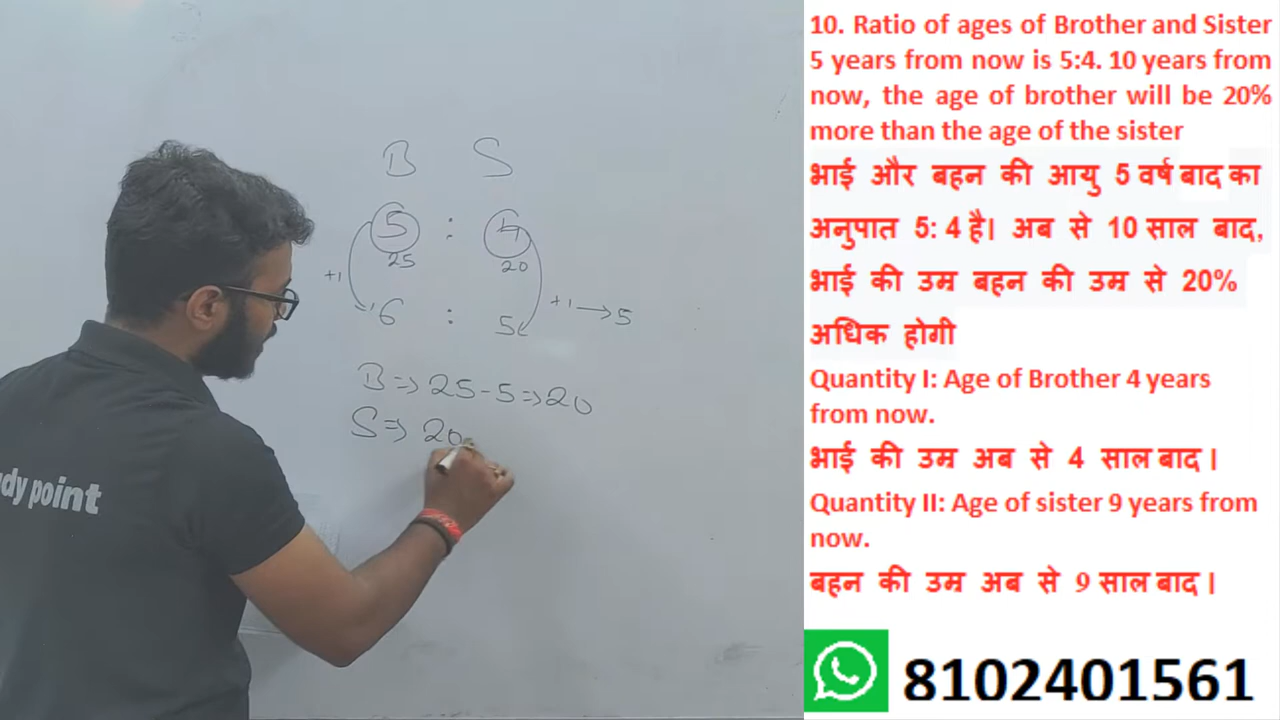 B S
5 : 4
25 20
+1
6 : 5
+1 → 5
B ⇒ 25 - 5 ⇒ 20
S ⇒ 20
dy point
10. Ratio of ages of Brother and Sister
5 years from now is 5:4. 10 years from
now, the age of brother will be 20%
more than the age of the sister
भाई और बहन की आयु 5 वर्ष बाद का
अनुपात 5: 4 है। अब से 10 साल बाद,
भाई की उम्र बहन की उम्र से 20%
अधिक होगी
Quantity I: Age of Brother 4 years
from now.
भाई की उम्र अब से 4 साल बाद।
Quantity II: Age of sister 9 years from
now.
बहन की उम्र अब से 9 साल बाद।
8102401561